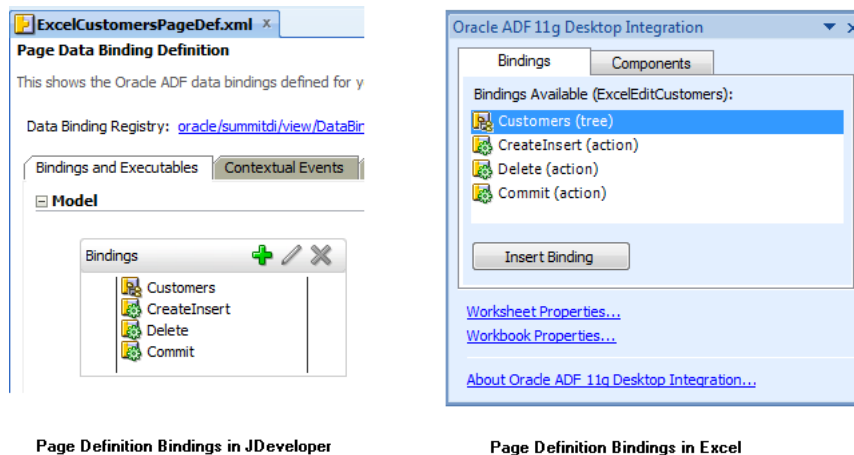 ExcelCustomersPageDef.xml
Page Data Binding Definition
This shows the Oracle ADF data bindings defined for y
Data Binding Registry: oracle/summitdi/view/DataBin
Bindings and Executables
Contextual Events
Model
Bindings
Customers
CreateInsert
Delete
Commit
Page Definition Bindings in JDeveloper
Oracle ADF 11g Desktop Integration
Bindings
Components
Bindings Available (ExcelEditCustomers):
Customers (tree)
CreateInsert (action)
Delete (action)
Commit (action)
Insert Binding
Worksheet Properties...
Workbook Properties...
About Oracle ADF 11g Desktop Integration...
Page Definition Bindings in Excel